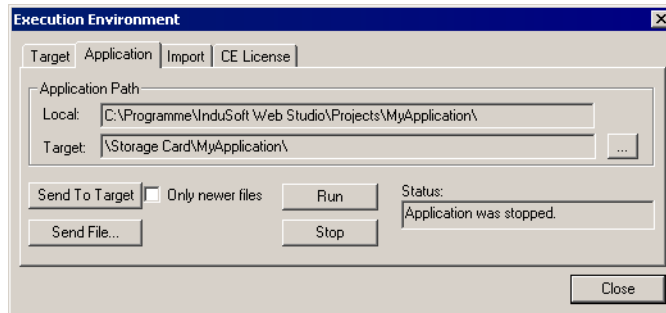 Execution Environment
Target Application Import CE License
Application Path
Local: C:\Programme\InduSoft Web Studio\Projects\MyApplication\
Target: \Storage Card\MyApplication\ ...
Send To Target Only newer files Run Status:
Application was stopped.
Send File... Stop
Close